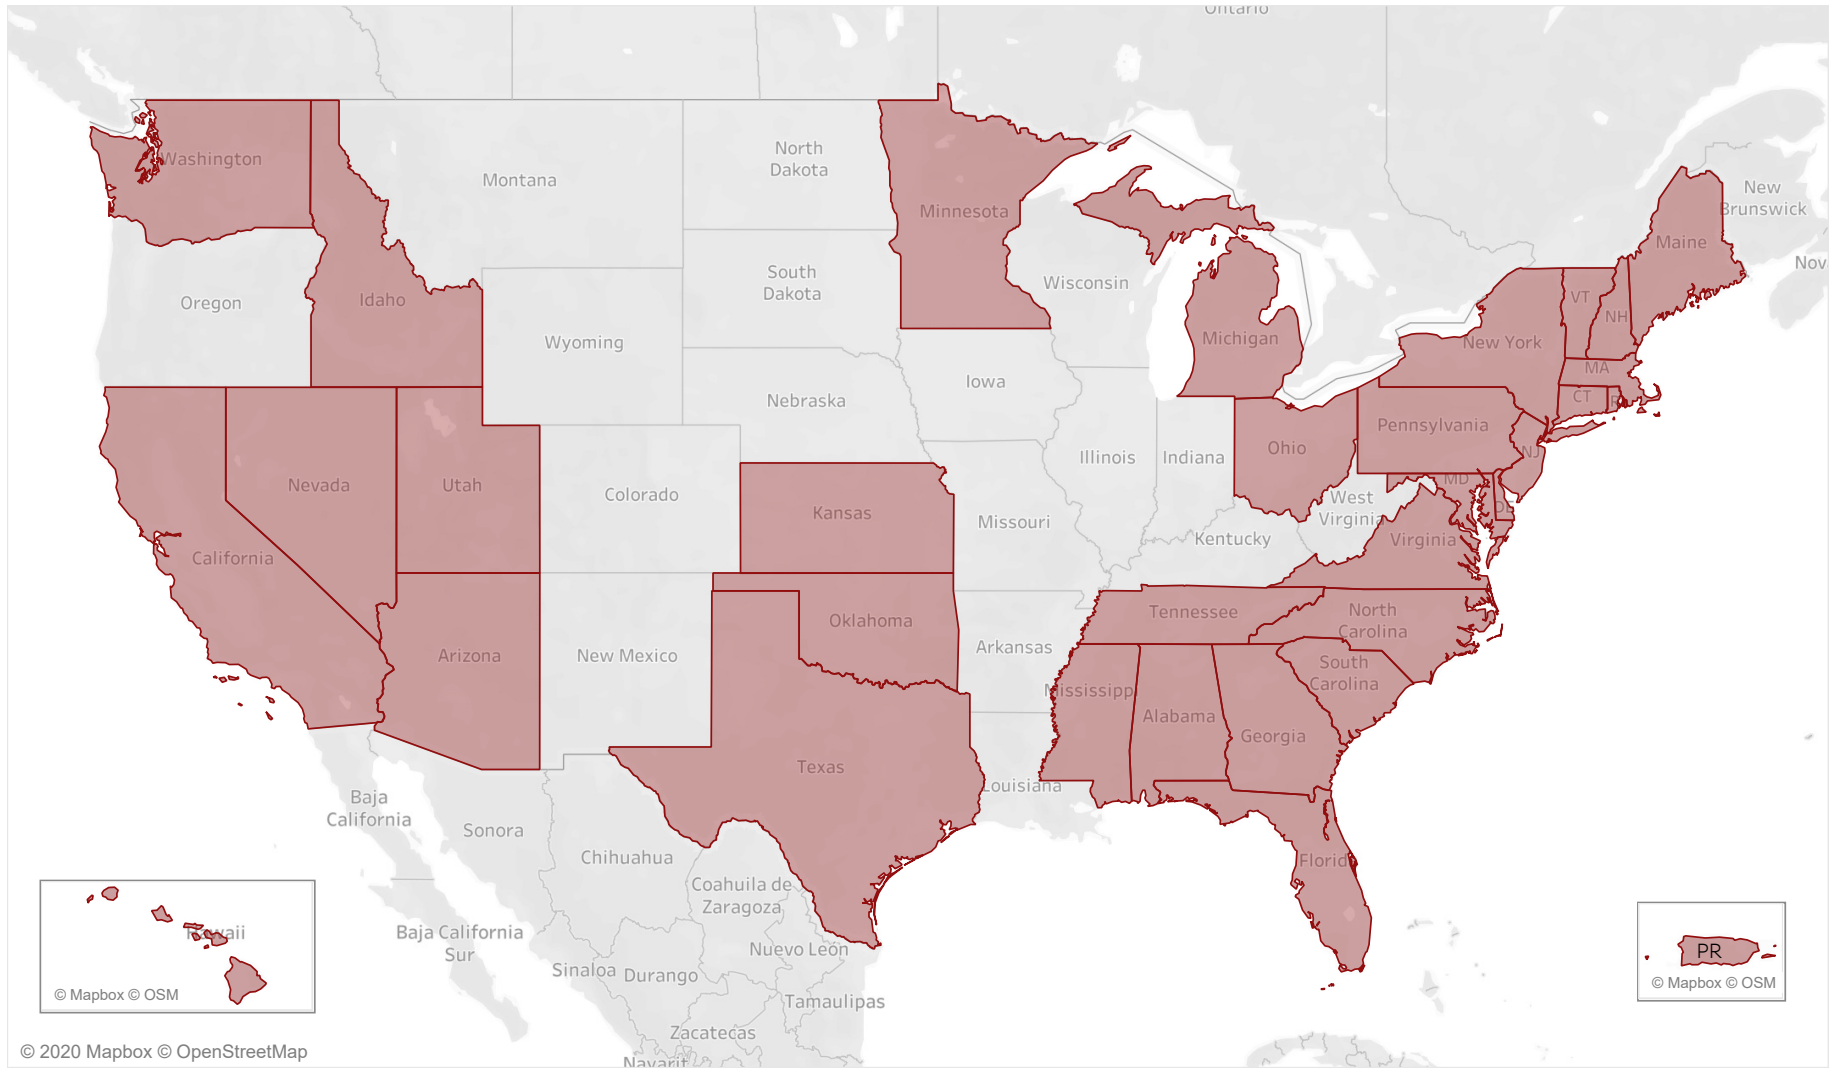 Ontario
Washington
Montana
North
Dakota
Minnesota
New
Brunswick
Maine
Nov
Oregon
Idaho
South
Dakota
Wisconsin
VT
NH
Wyoming
Michigan
New York
MA
Iowa
Nebraska
CT
R
Pennsylvania
Ohio
NJ
Nevada
Utah
Colorado
Illinois
Indiana
MD
West
Virginia
DE
Kansas
Missouri
Kentucky
Virginia
California
Tennessee
North
Carolina
Oklahoma
Arizona
New Mexico
Arkansas
South
Carolina
Mississipp
Alabama
Georgia
Texas
Louisiana
Baja
California
Sonora
Chihuahua
Florid
Coahuila de
Zaragoza
Hawaii
Baja California
Sur
Nuevo León
PR
Sinaloa
Durango
© Mapbox © OSM
© Mapbox © OSM
Tamaulipas
Zacatecas
© 2020 Mapbox © OpenStreetMap
Nayarit